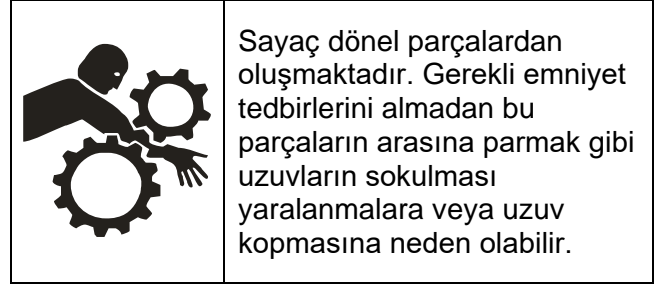 Sayaç dönel parçalardan
oluşmaktadır. Gerekli emniyet
tedbirlerini almadan bu
parçaların arasına parmak gibi
uzuvların sokulması
yaralanmalara veya uzuv
kopmasına neden olabilir.